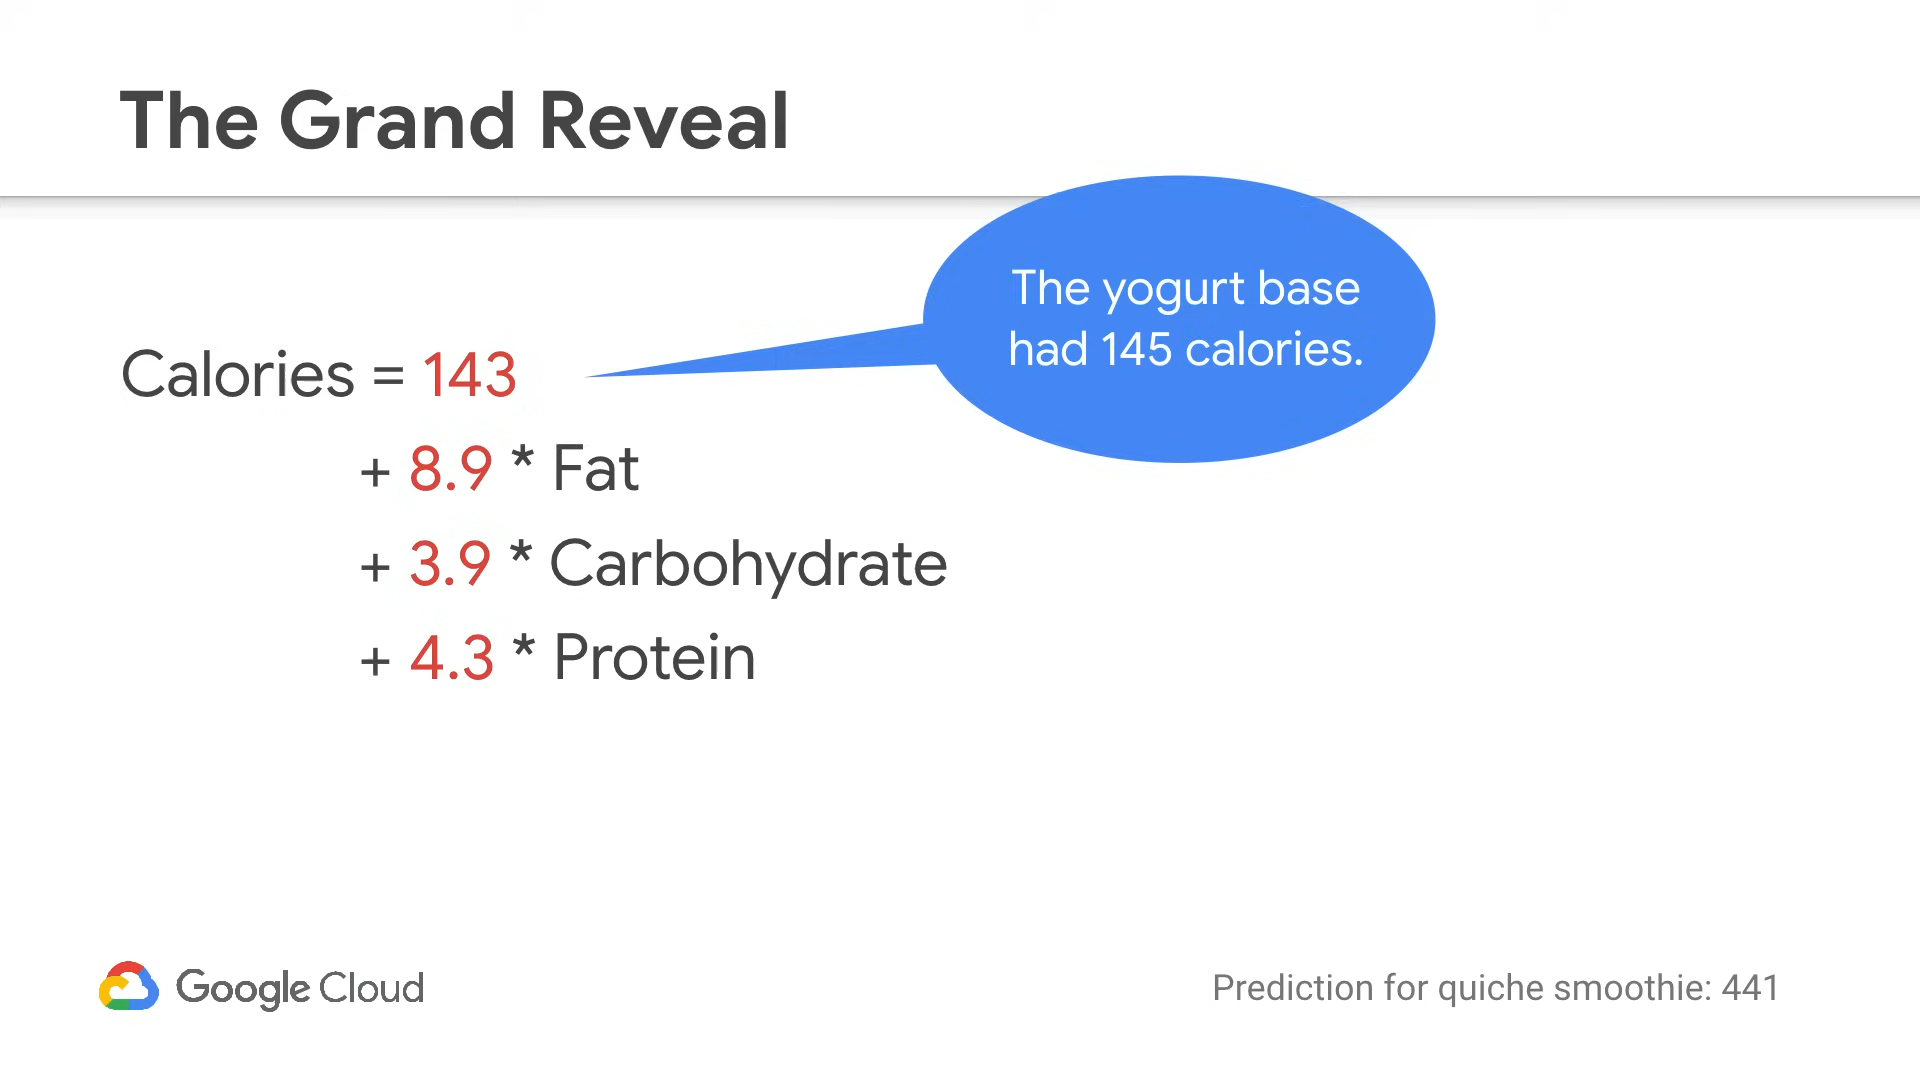 The Grand Reveal
The yogurt base
had 145 calories.
Calories = 143
+ 8.9 * Fat
+ 3.9 * Carbohydrate
+ 4.3 * Protein
Google Cloud
Prediction for quiche smoothie: 441